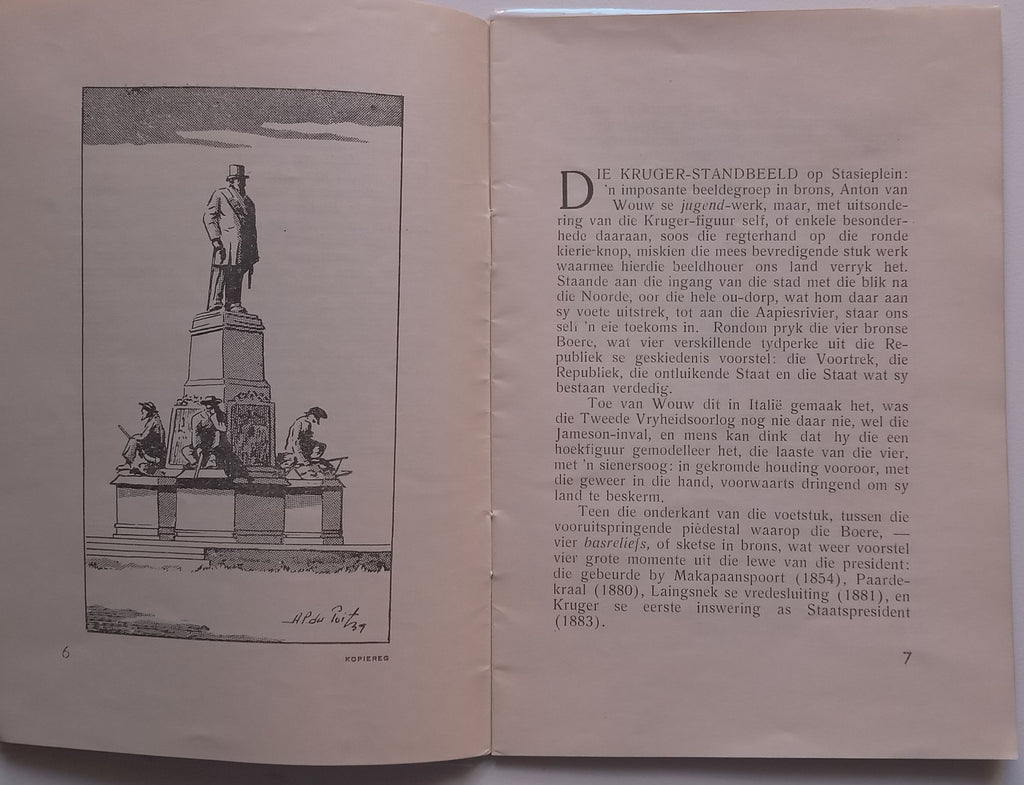 AP du Toit
39
6
KOPIEREG
DIE KRUGER-STANDBEELD op Stasieplein:
'n imposante beeldegroep in brons, Anton van
Wouw se jugend-werk, maar, met uitsonde-
ring van die Kruger-figuur self, of enkele besonder-
hede daaraan, soos die regterhand op die ronde
kierie-knop, miskien die mees bevredigende stuk werk
waarmee hierdie beeldhouer ons land verryk het.
Staande aan die ingang van die stad met die blik na
die Noorde, oor die hele ou-dorp, wat hom daar aan
sy voete uitstrek, tot aan die Aapiesrivier, staar ons
self 'n eie toekoms in. Rondom pryk die vier bronse
Boere, wat vier verskillende tydperke uit die Re-
publiek se geskiedenis voorstel: die Voortrek, die
Republiek, die ontluikende Staat en die Staat wat sy
bestaan verdedig.
Toe van Wouw dit in Italië gemaak het, was
die Tweede Vryheidsoorlog nog nie daar nie, wel die
Jameson-inval, en mens kan dink dat hy die een
hoekfiguur gemodelleer het, die laaste van die vier,
met 'n sienersoog: in gekromde houding vooroor, met
die geweer in die hand, voorwaarts dringend om sy
land te beskerm.
Teen die onderkant van die voetstuk, tussen die
vooruitspringende piëdestal waarop die Boere, —
vier basreliefs, of sketse in brons, wat weer voorstel
vier grote momente uit die lewe van die president:
die gebeurde by Makapaanspoort (1854), Paarde-
kraal (1880), Laingsnek se vredesluiting (1881), en
Kruger se eerste inswering as Staatspresident
(1883).
7